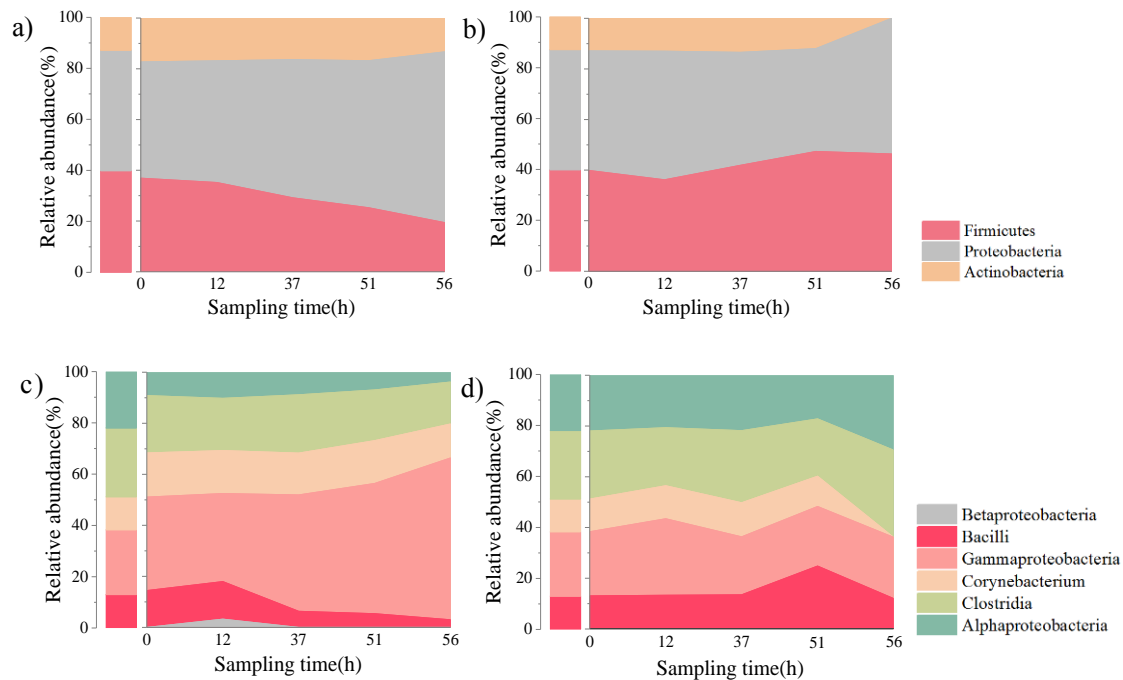 a)
Relative abundance(%)
100
80
60
40
20
0
0 12 37 51 56
Sampling time(h)
b)
Relative abundance(%)
100
80
60
40
20
0
0 12 37 51 56
Sampling time(h)
Firmicutes
Proteobacteria
Actinobacteria
c)
Relative abundance(%)
100
80
60
40
20
0
0 12 37 51 56
Sampling time(h)
d)
Relative abundance(%)
100
80
60
40
20
0
0 12 37 51 56
Sampling time(h)
Betaproteobacteria
Bacilli
Gammaproteobacteria
Corynebacterium
Clostridia
Alphaproteobacteria